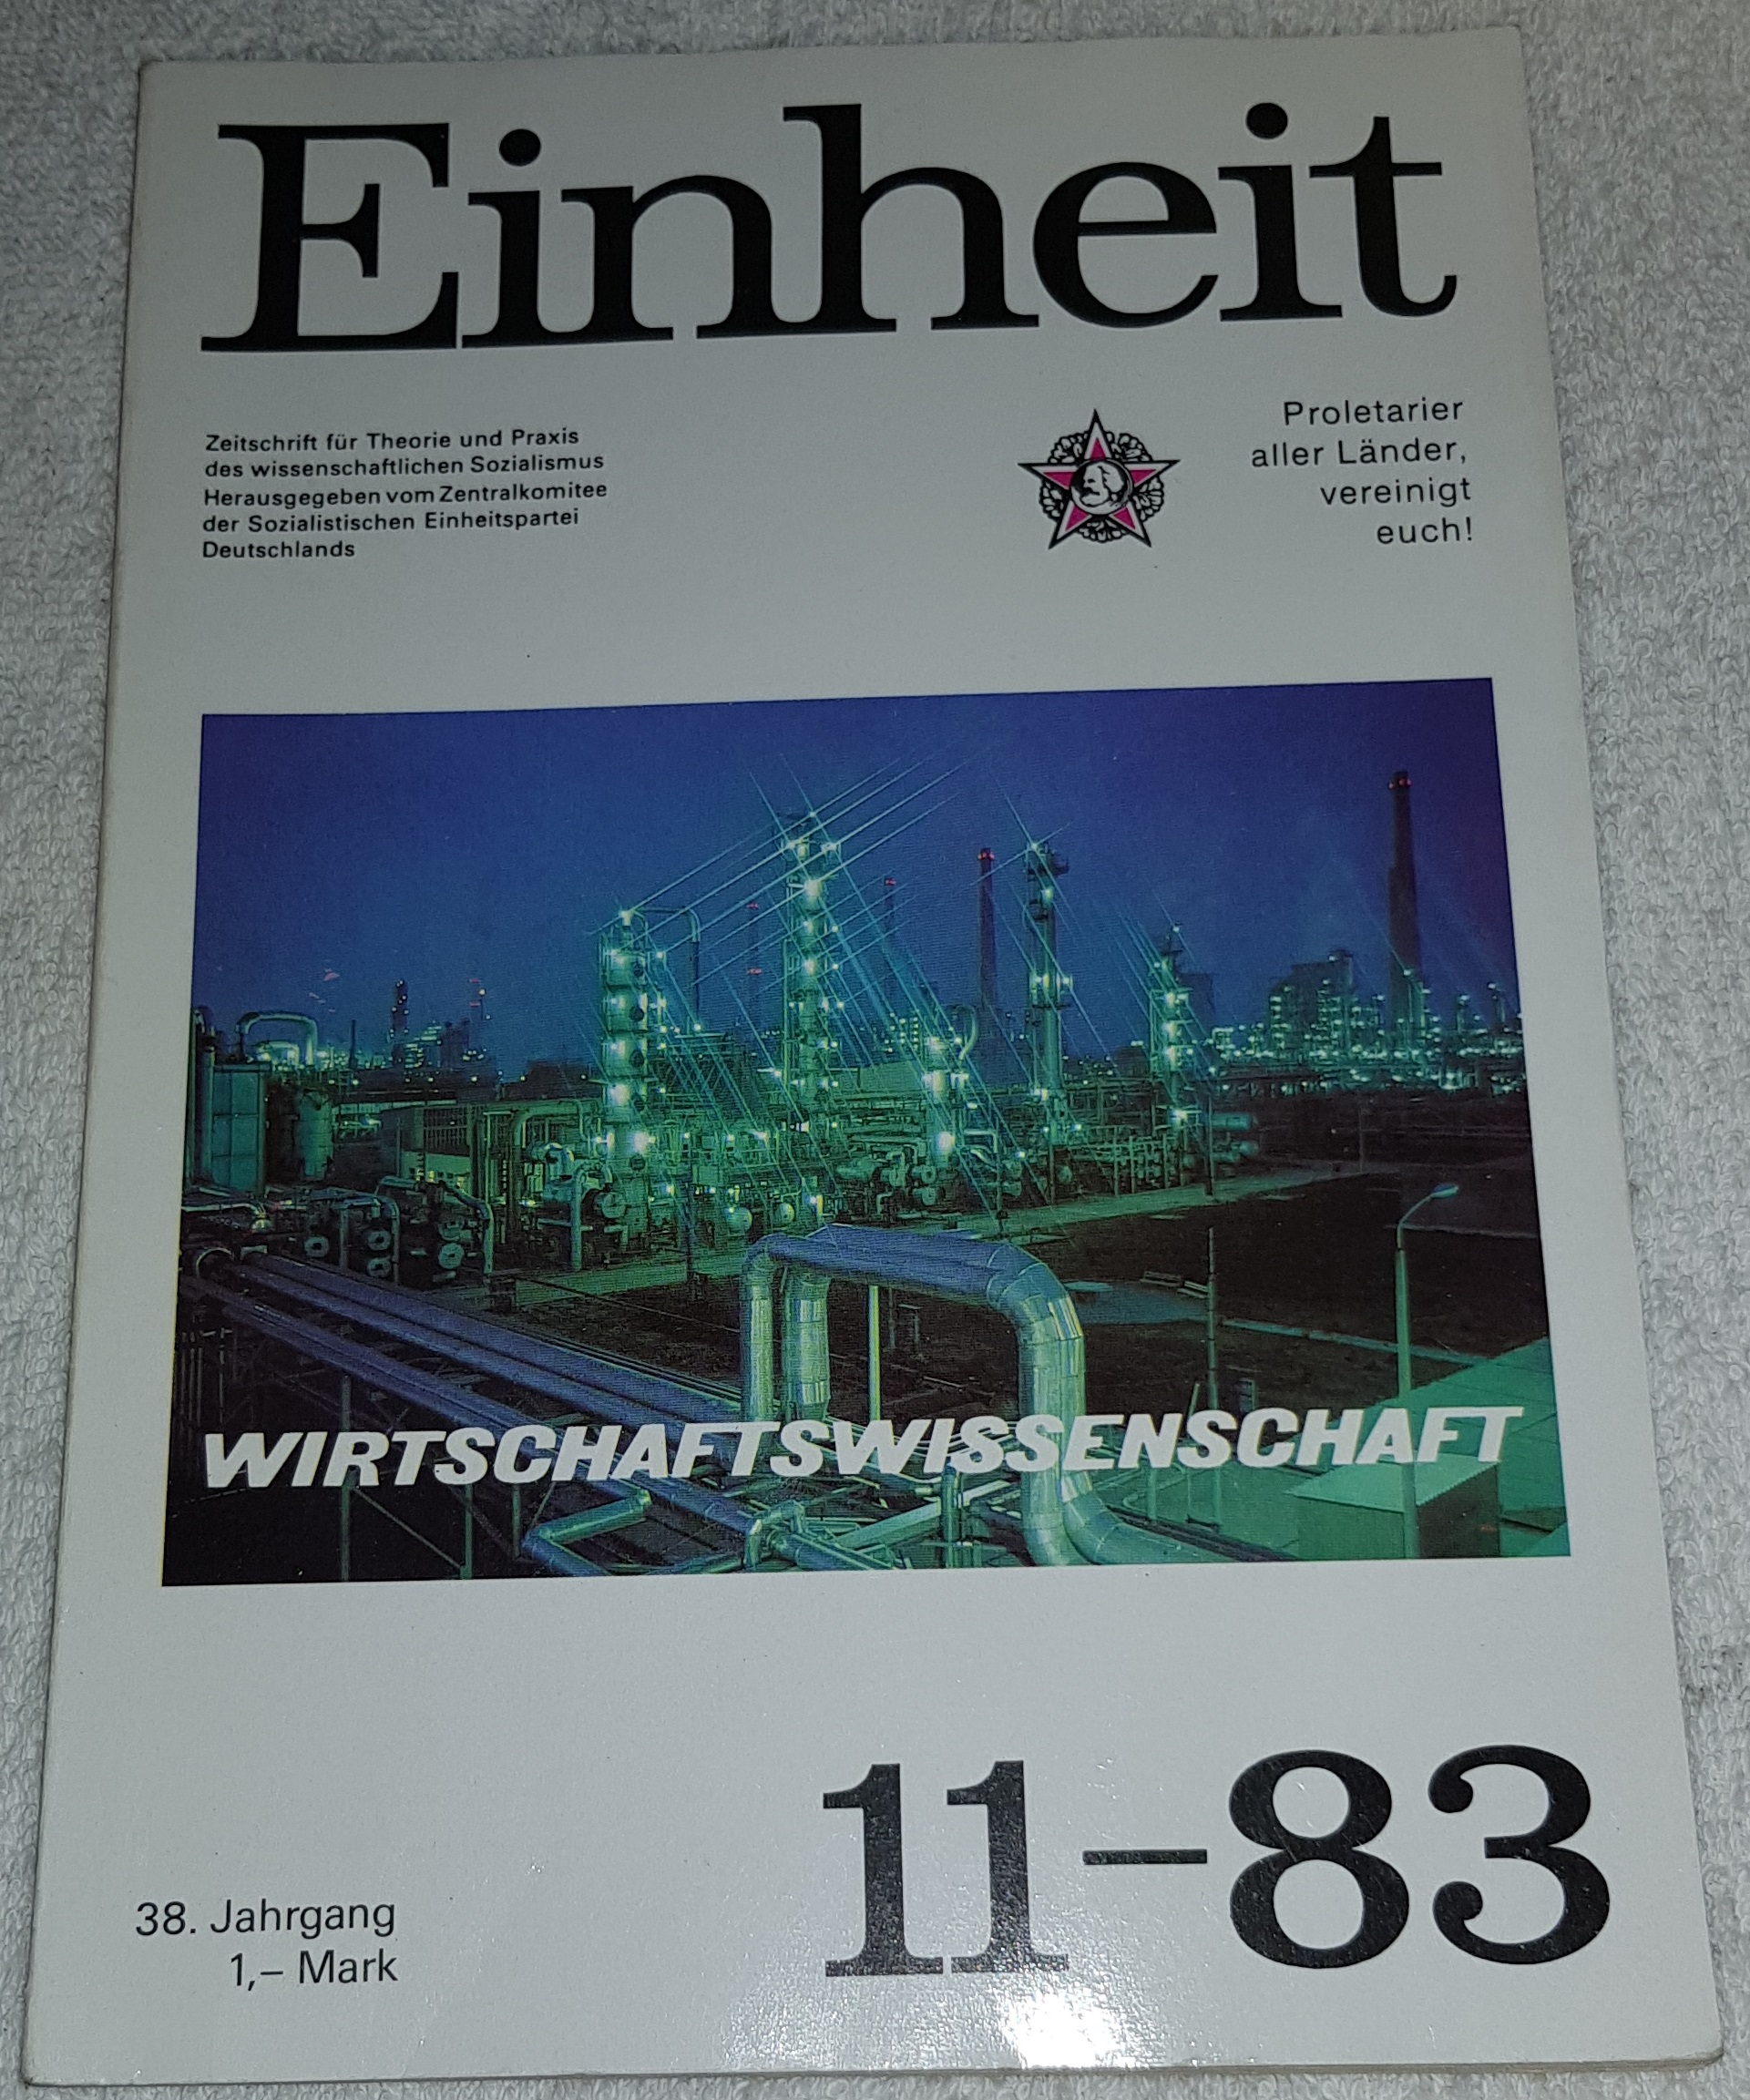 Einheit
Zeitschrift für Theorie und Praxis
des wissenschaftlichen Sozialismus
Herausgegeben vom Zentralkomitee
der Sozialistischen Einheitspartei
Deutschlands
Proletarier
aller Länder,
vereinigt
euch!
WIRTSCHAFTSWISSENSCHAFT
11–83
38. Jahrgang
1,– Mark